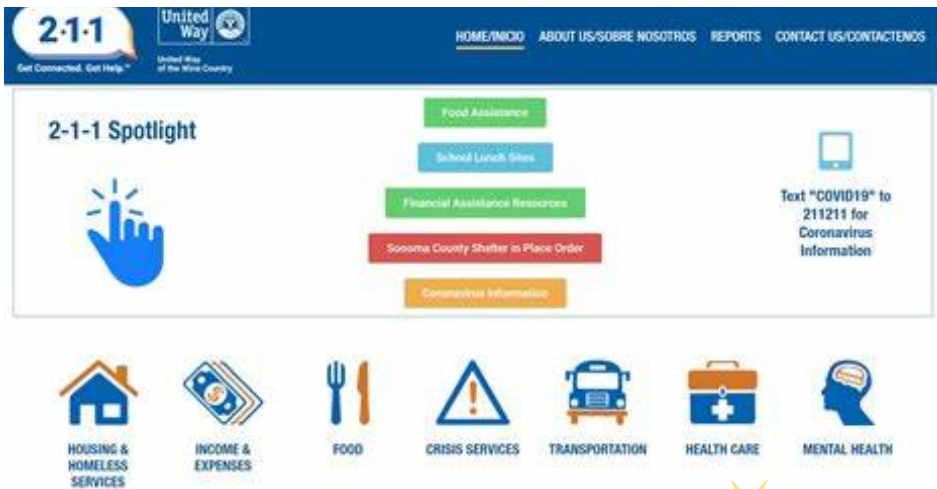 2·1·1
Get Connected. Get Help.™
United
Way
United Way
of the Wine Country
HOME/INICIO ABOUT US/SOBRE NOSOTROS REPORTS CONTACT US/CONTACTENOS
2-1-1 Spotlight
Food Assistance
School Lunch Sites
Financial Assistance Resources
Sonoma County Shelter in Place Order
Coronavirus Information
Text "COVID19" to
211211 for
Coronavirus
Information
HOUSING &
HOMELESS
SERVICES
INCOME &
EXPENSES
FOOD
CRISIS SERVICES
TRANSPORTATION
HEALTH CARE
MENTAL HEALTH